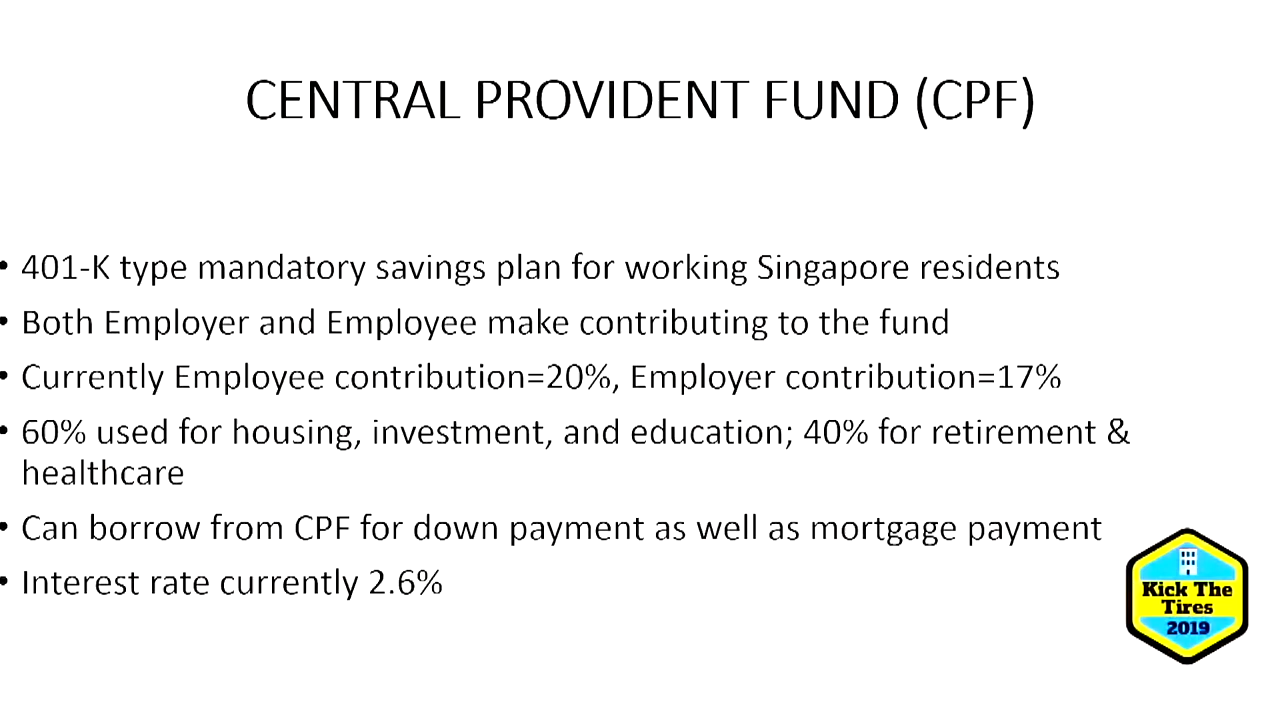 CENTRAL PROVIDENT FUND (CPF)
• 401-K type mandatory savings plan for working Singapore residents
• Both Employer and Employee make contributing to the fund
• Currently Employee contribution=20%, Employer contribution=17%
• 60% used for housing, investment, and education; 40% for retirement &
healthcare
• Can borrow from CPF for down payment as well as mortgage payment
• Interest rate currently 2.6%
Kick The
Tires
2019